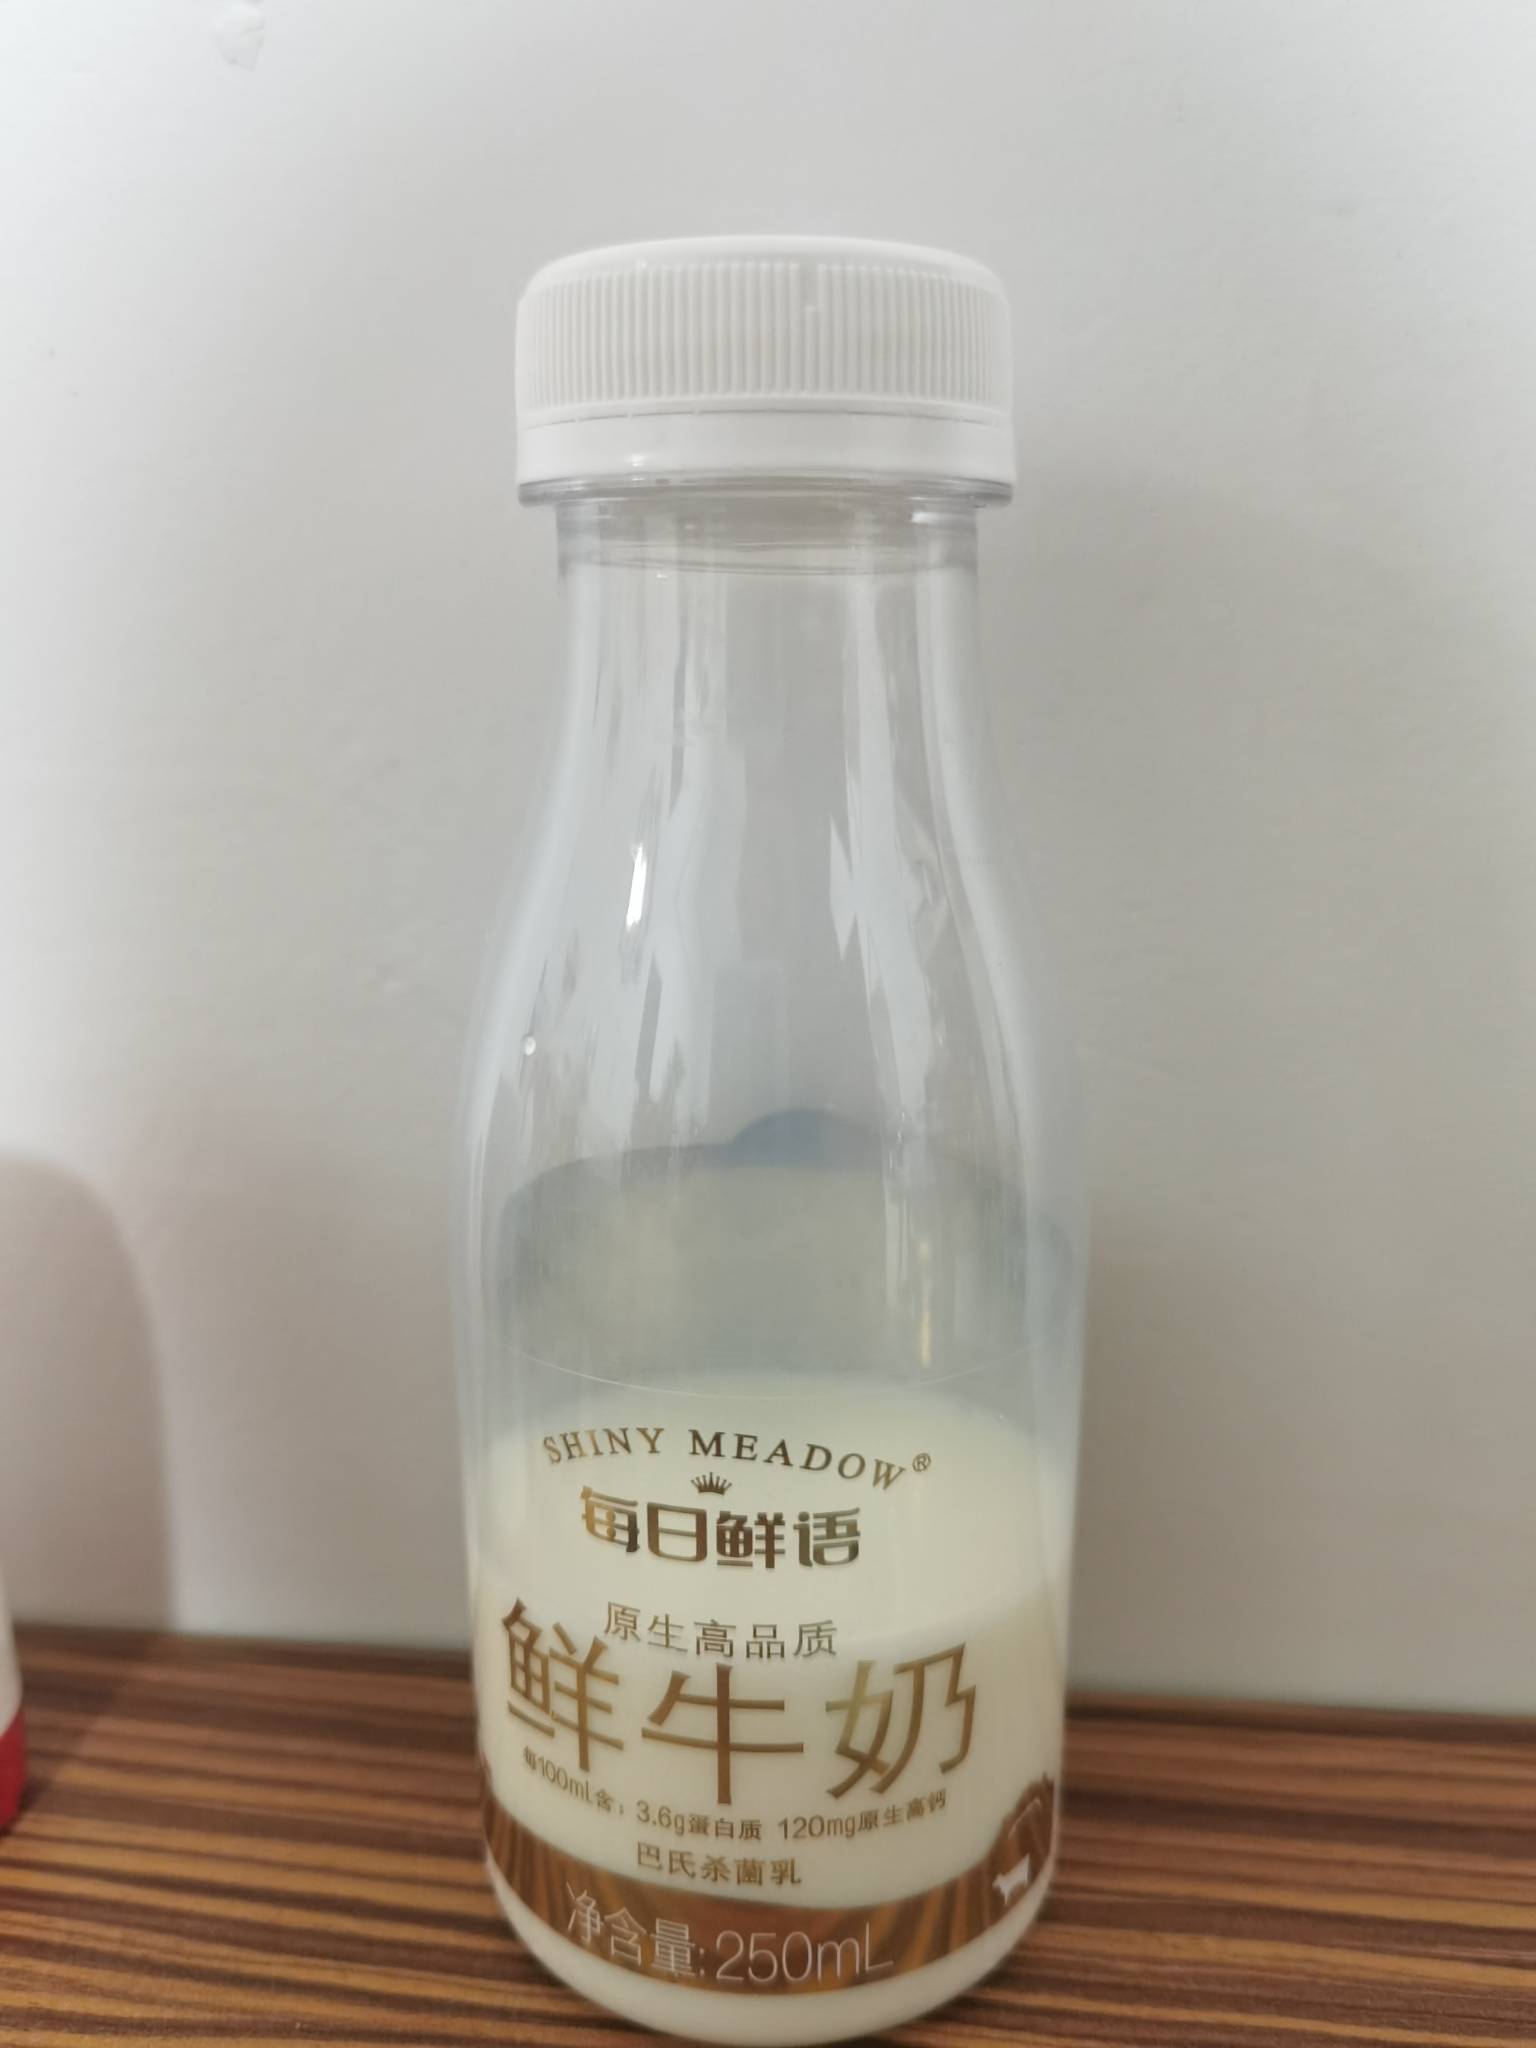 SHINY MEADOW®
每日鲜语
原生高品质
鲜牛奶
每100mL含：3.6g蛋白质 120mg原生高钙
巴氏杀菌乳
净含量:250mL